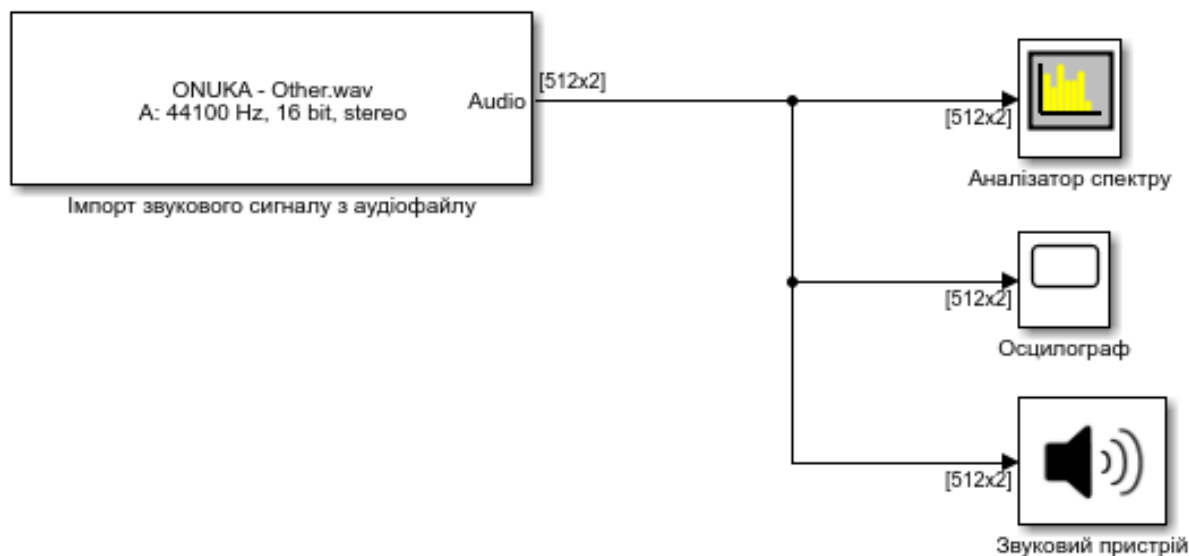 ONUKA - Other.wav
A: 44100 Hz, 16 bit, stereo
Audio
[512x2]
Імпорт звукового сигналу з аудіофайлу
[512x2]
Аналізатор спектру
[512x2]
Осцилограф
[512x2]
Звуковий пристрій